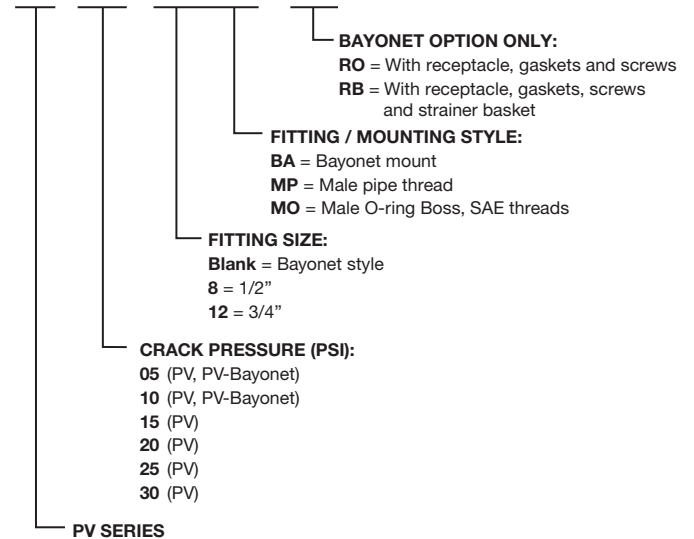 BAYONET OPTION ONLY:
RO = With receptacle, gaskets and screws
RB = With receptacle, gaskets, screws
and strainer basket
FITTING / MOUNTING STYLE:
BA = Bayonet mount
MP = Male pipe thread
MO = Male O-ring Boss, SAE threads
FITTING SIZE:
Blank = Bayonet style
8 = 1/2”
12 = 3/4”
CRACK PRESSURE (PSI):
05 (PV, PV-Bayonet)
10 (PV, PV-Bayonet)
15 (PV)
20 (PV)
25 (PV)
30 (PV)
PV SERIES